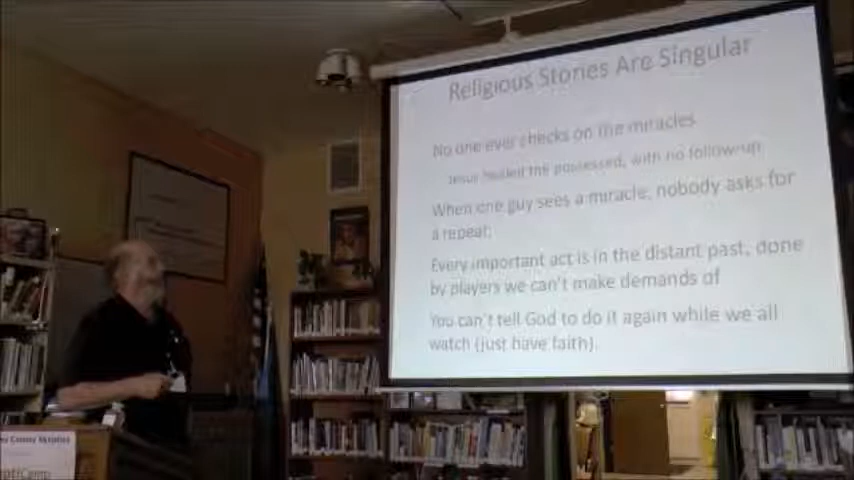 Religious Stories Are Singular
No one ever checks on the miracles
Jesus healed the possessed, with no follow-up
When one guy sees a miracle, nobody asks for
a repeat;
Every important act is in the distant past, done
by players we can't make demands of
You can't tell God to do it again while we all
watch (just have faith).
County Skeptics